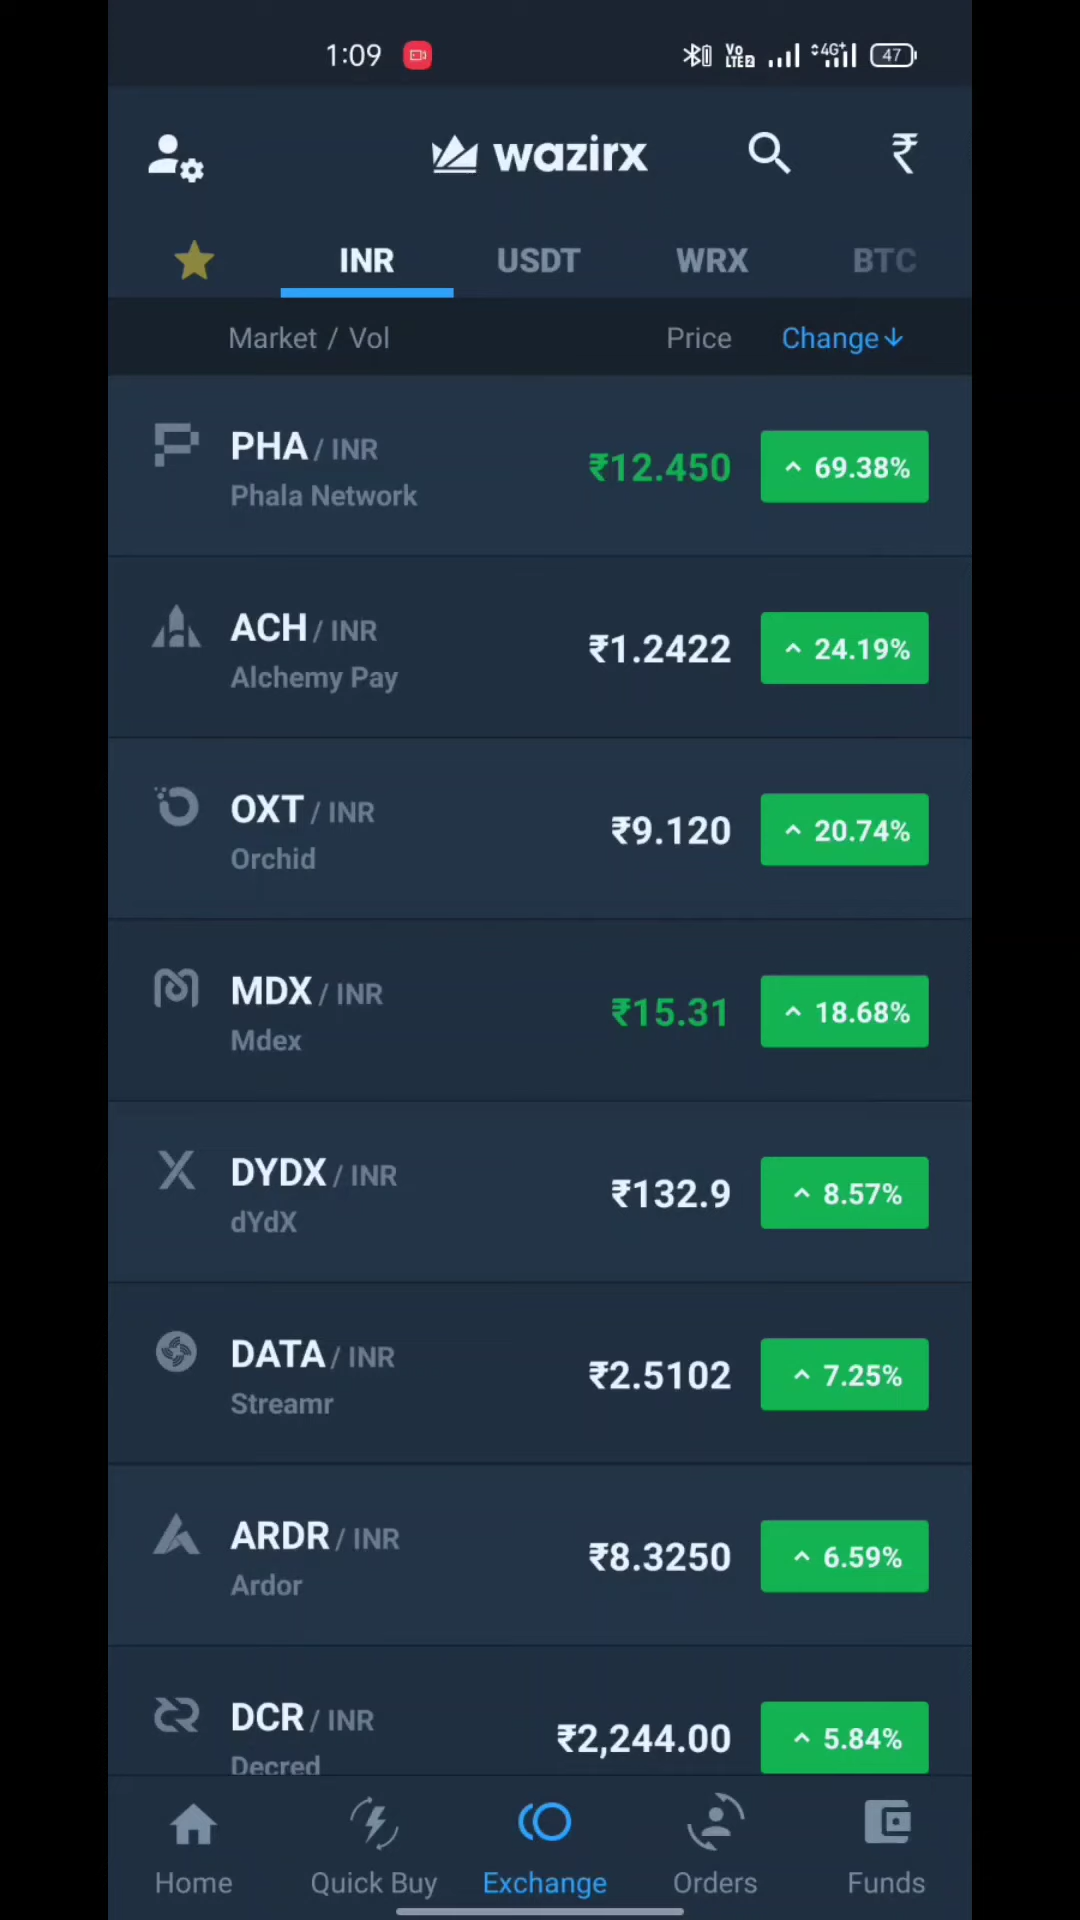 1:09 Vo LTE2 4G+ 47
wazirx ₹
INR USDT WRX BTC
Market / Vol Price Change↓
PHA / INR ₹12.450 69.38%
Phala Network
ACH / INR ₹1.2422 24.19%
Alchemy Pay
OXT / INR ₹9.120 20.74%
Orchid
MDX / INR ₹15.31 18.68%
Mdex
DYDX / INR ₹132.9 8.57%
dYdX
DATA / INR ₹2.5102 7.25%
Streamr
ARDR / INR ₹8.3250 6.59%
Ardor
DCR / INR ₹2,244.00 5.84%
Decred
Home Quick Buy Exchange Orders Funds